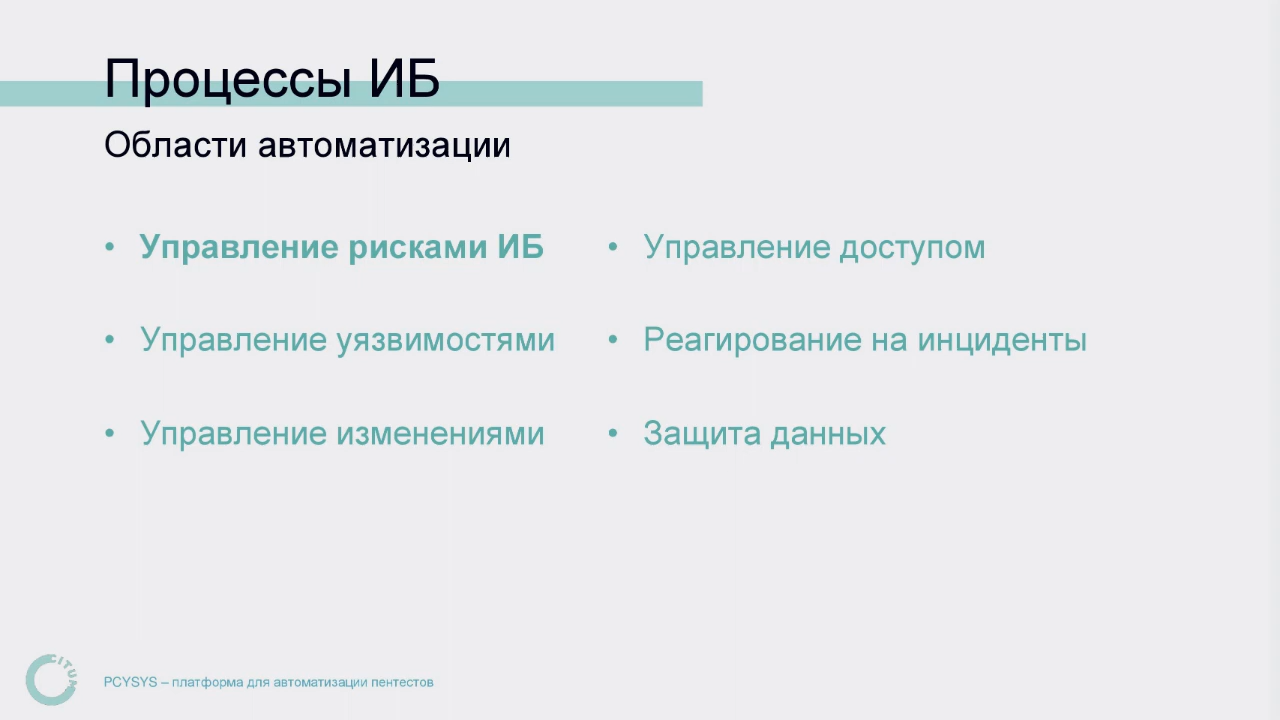 Процессы ИБ
Области автоматизации
• Управление рисками ИБ
• Управление уязвимостями
• Управление изменениями
• Управление доступом
• Реагирование на инциденты
• Защита данных
CITUM
PCYSYS – платформа для автоматизации пентестов